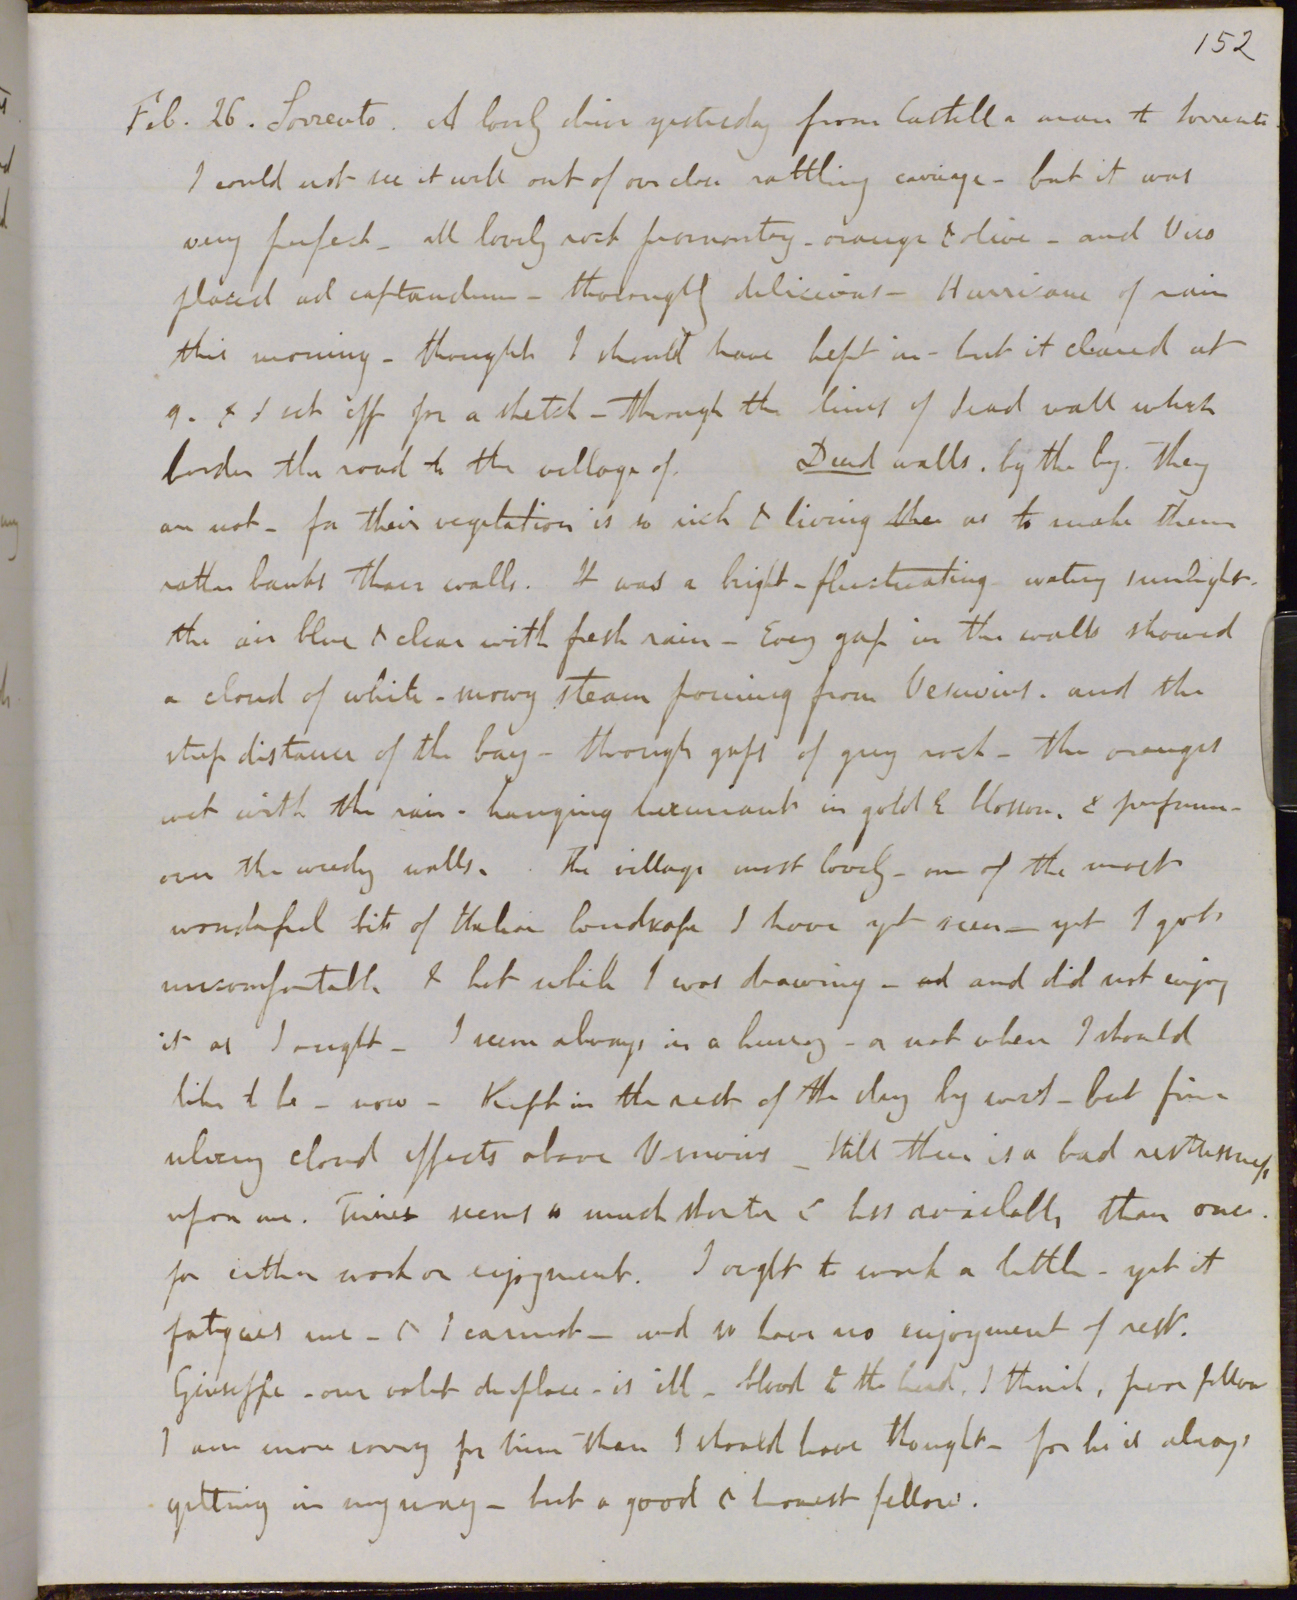 152
Feb. 26. Sorrento. A lovely drive yesterday from Castell a mare to Sorrento.
I could not see it well out of our close rattling carriage - but it was
very perfect - all lovely rock promontory - orange & olive - and Vico
placed ad captandum - thoroughly delicious - Hurricane of rain
this morning - thought I should have kept in - but it cleared at
9. & I set off for a sketch - through the lines of dead wall which
border the road to the village of. Dead walls. by the by. they
are not - for their vegetation is so rich & living as to make them
rather banks than walls. It was a bright - fluctuating - watery sunlight.
the air blue & clear with fresh rain - Every gap in the walls showed
a cloud of white - snowy steam foaming from Vesuvius. and the
steep distance of the bay - through gaps of grey rock - the oranges
wet with the rain - hanging luxuriant in gold & blossom. & perfume -
over the weedy walls. The village most lovely - one of the most
wonderful bits of Italian landscape I have yet seen - yet I got
uncomfortable & hot while I was drawing - ad and did not enjoy
it as I ought - I seem always in a hurry - or not when I should
like to be - now - Kept in the rest of the day by wet - but fine
silvery cloud effects above Vesuvius - Still there is a bad restlessness
upon me. Times seems so much shorter & less available than once.
for either work or enjoyment. I ought to work a little - yet it
fatigues me - & I cannot - and so have no enjoyment of rest.
Giuseppe - our valet de place - is ill - blood to the head, I think, poor fellow
I am more sorry for him than I should have thought - for he is always
getting in my way - but a good & honest fellow.